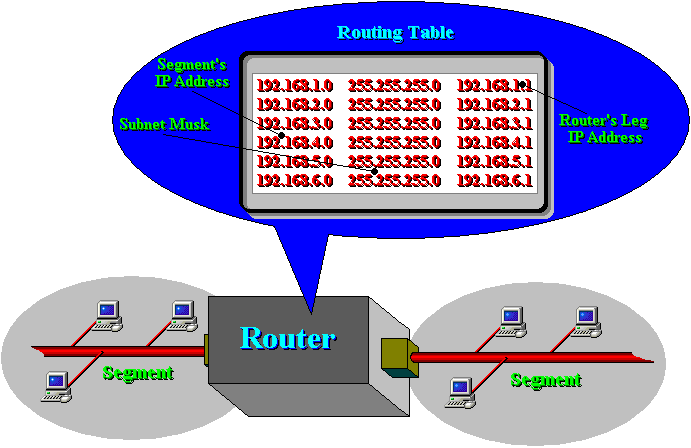 Routing Table
Segment's
IP Address
Subnet Musk
192.168.1.0 255.255.255.0 192.168.1.1
192.168.2.0 255.255.255.0 192.168.2.1
192.168.3.0 255.255.255.0 192.168.3.1
192.168.4.0 255.255.255.0 192.168.4.1
192.168.5.0 255.255.255.0 192.168.5.1
192.168.6.0 255.255.255.0 192.168.6.1
Router's Leg
IP Address
Router
Segment
Segment